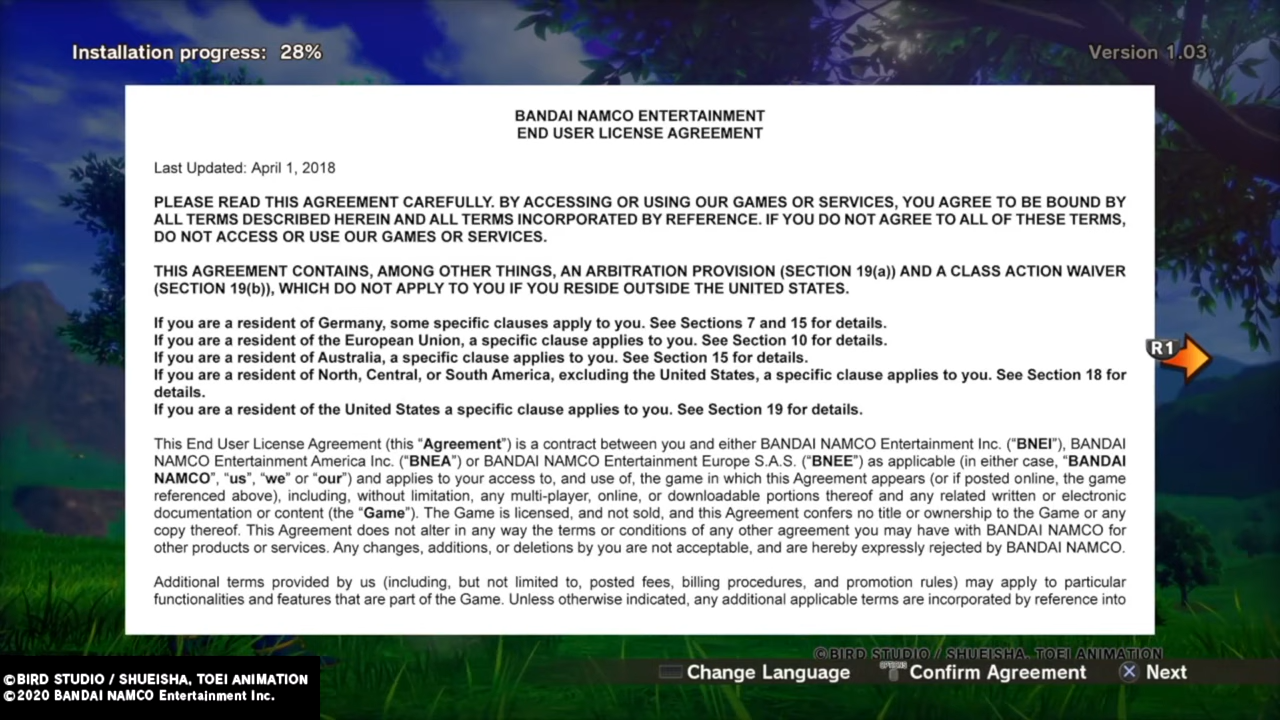 Installation progress: 28%
Version 1.03
BANDAI NAMCO ENTERTAINMENT
END USER LICENSE AGREEMENT
Last Updated: April 1, 2018
PLEASE READ THIS AGREEMENT CAREFULLY. BY ACCESSING OR USING OUR GAMES OR SERVICES, YOU AGREE TO BE BOUND BY
ALL TERMS DESCRIBED HEREIN AND ALL TERMS INCORPORATED BY REFERENCE. IF YOU DO NOT AGREE TO ALL OF THESE TERMS,
DO NOT ACCESS OR USE OUR GAMES OR SERVICES.
THIS AGREEMENT CONTAINS, AMONG OTHER THINGS, AN ARBITRATION PROVISION (SECTION 19(a)) AND A CLASS ACTION WAIVER
(SECTION 19(b)), WHICH DO NOT APPLY TO YOU IF YOU RESIDE OUTSIDE THE UNITED STATES.
If you are a resident of Germany, some specific clauses apply to you. See Sections 7 and 15 for details.
If you are a resident of the European Union, a specific clause applies to you. See Section 10 for details.
If you are a resident of Australia, a specific clause applies to you. See Section 15 for details.
If you are a resident of North, Central, or South America, excluding the United States, a specific clause applies to you. See Section 18 for
details.
If you are a resident of the United States a specific clause applies to you. See Section 19 for details.
This End User License Agreement (this “Agreement”) is a contract between you and either BANDAI NAMCO Entertainment Inc. (“BNEI”), BANDAI
NAMCO Entertainment America Inc. (“BNEA”) or BANDAI NAMCO Entertainment Europe S.A.S. (“BNEE”) as applicable (in either case, “BANDAI
NAMCO”, “us”, “we” or “our”) and applies to your access to, and use of, the game in which this Agreement appears (or if posted online, the game
referenced above), including, without limitation, any multi-player, online, or downloadable portions thereof and any related written or electronic
documentation or content (the “Game”). The Game is licensed, and not sold, and this Agreement confers no title or ownership to the Game or any
copy thereof. This Agreement does not alter in any way the terms or conditions of any other agreement you may have with BANDAI NAMCO for
other products or services. Any changes, additions, or deletions by you are not acceptable, and are hereby expressly rejected by BANDAI NAMCO.
Additional terms provided by us (including, but not limited to, posted fees, billing procedures, and promotion rules) may apply to particular
functionalities and features that are part of the Game. Unless otherwise indicated, any additional applicable terms are incorporated by reference into
R1
©BIRD STUDIO / SHUEISHA, TOEI ANIMATION
OPTIONS
Change Language Confirm Agreement Next
©BIRD STUDIO / SHUEISHA, TOEI ANIMATION
©2020 BANDAI NAMCO Entertainment Inc.